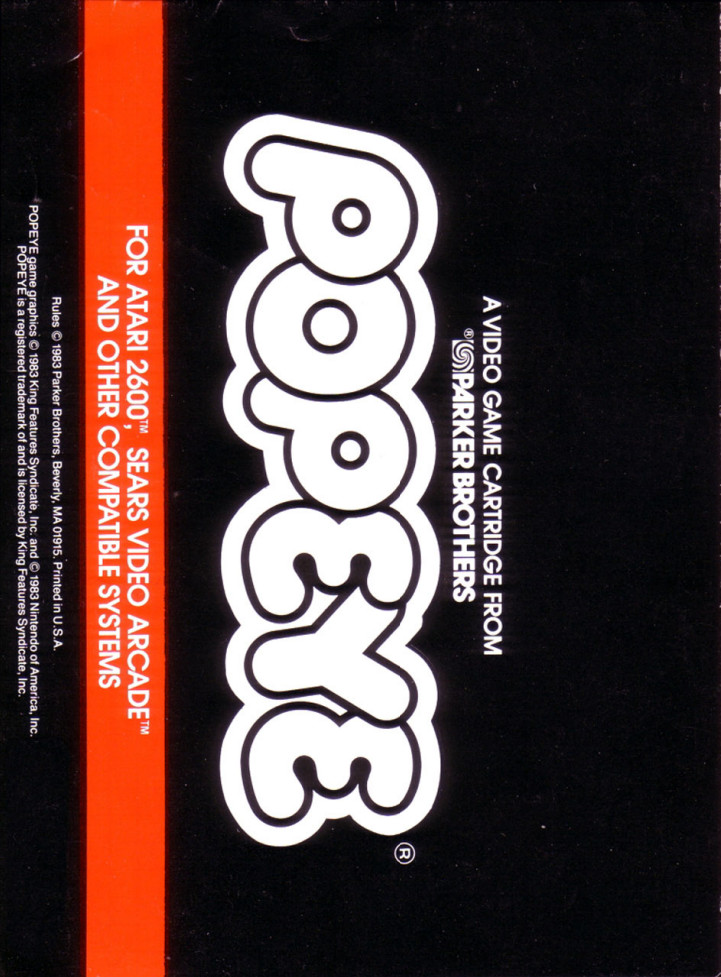 A VIDEO GAME CARTRIDGE FROM
® PARKER BROTHERS
POPEYE®
FOR ATARI 2600™, SEARS VIDEO ARCADE™
AND OTHER COMPATIBLE SYSTEMS
Rules © 1983 Parker Brothers, Beverly, MA 01915. Printed in U.S.A.
POPEYE game graphics © 1983 King Features Syndicate, Inc. and © 1983 Nintendo of America, Inc.
POPEYE is a registered trademark of and is licensed by King Features Syndicate, Inc.